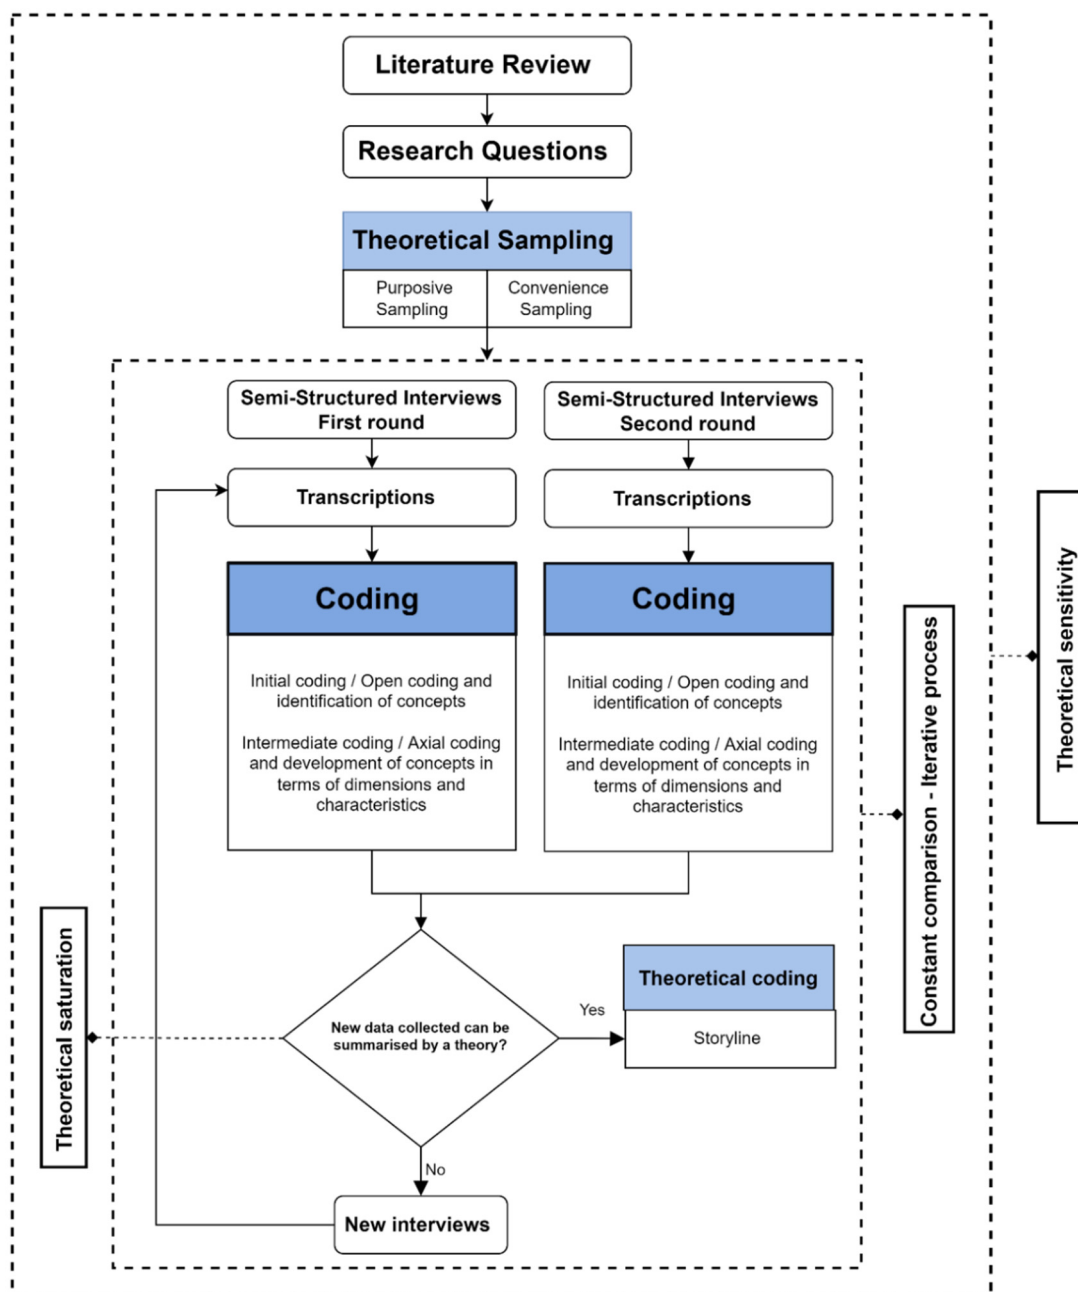 Literature Review
Research Questions
Theoretical Sampling
Purposive
Sampling
Convenience
Sampling
Semi-Structured Interviews
First round
Semi-Structured Interviews
Second round
Transcriptions
Transcriptions
Coding
Coding
Initial coding / Open coding and
identification of concepts
Intermediate coding / Axial coding
and development of concepts in
terms of dimensions and
characteristics
Initial coding / Open coding and
identification of concepts
Intermediate coding / Axial coding
and development of concepts in
terms of dimensions and
characteristics
Theoretical sensitivity
Constant comparison - Iterative process
Theoretical saturation
New data collected can be
summarised by a theory?
Yes
Theoretical coding
Storyline
No
New interviews